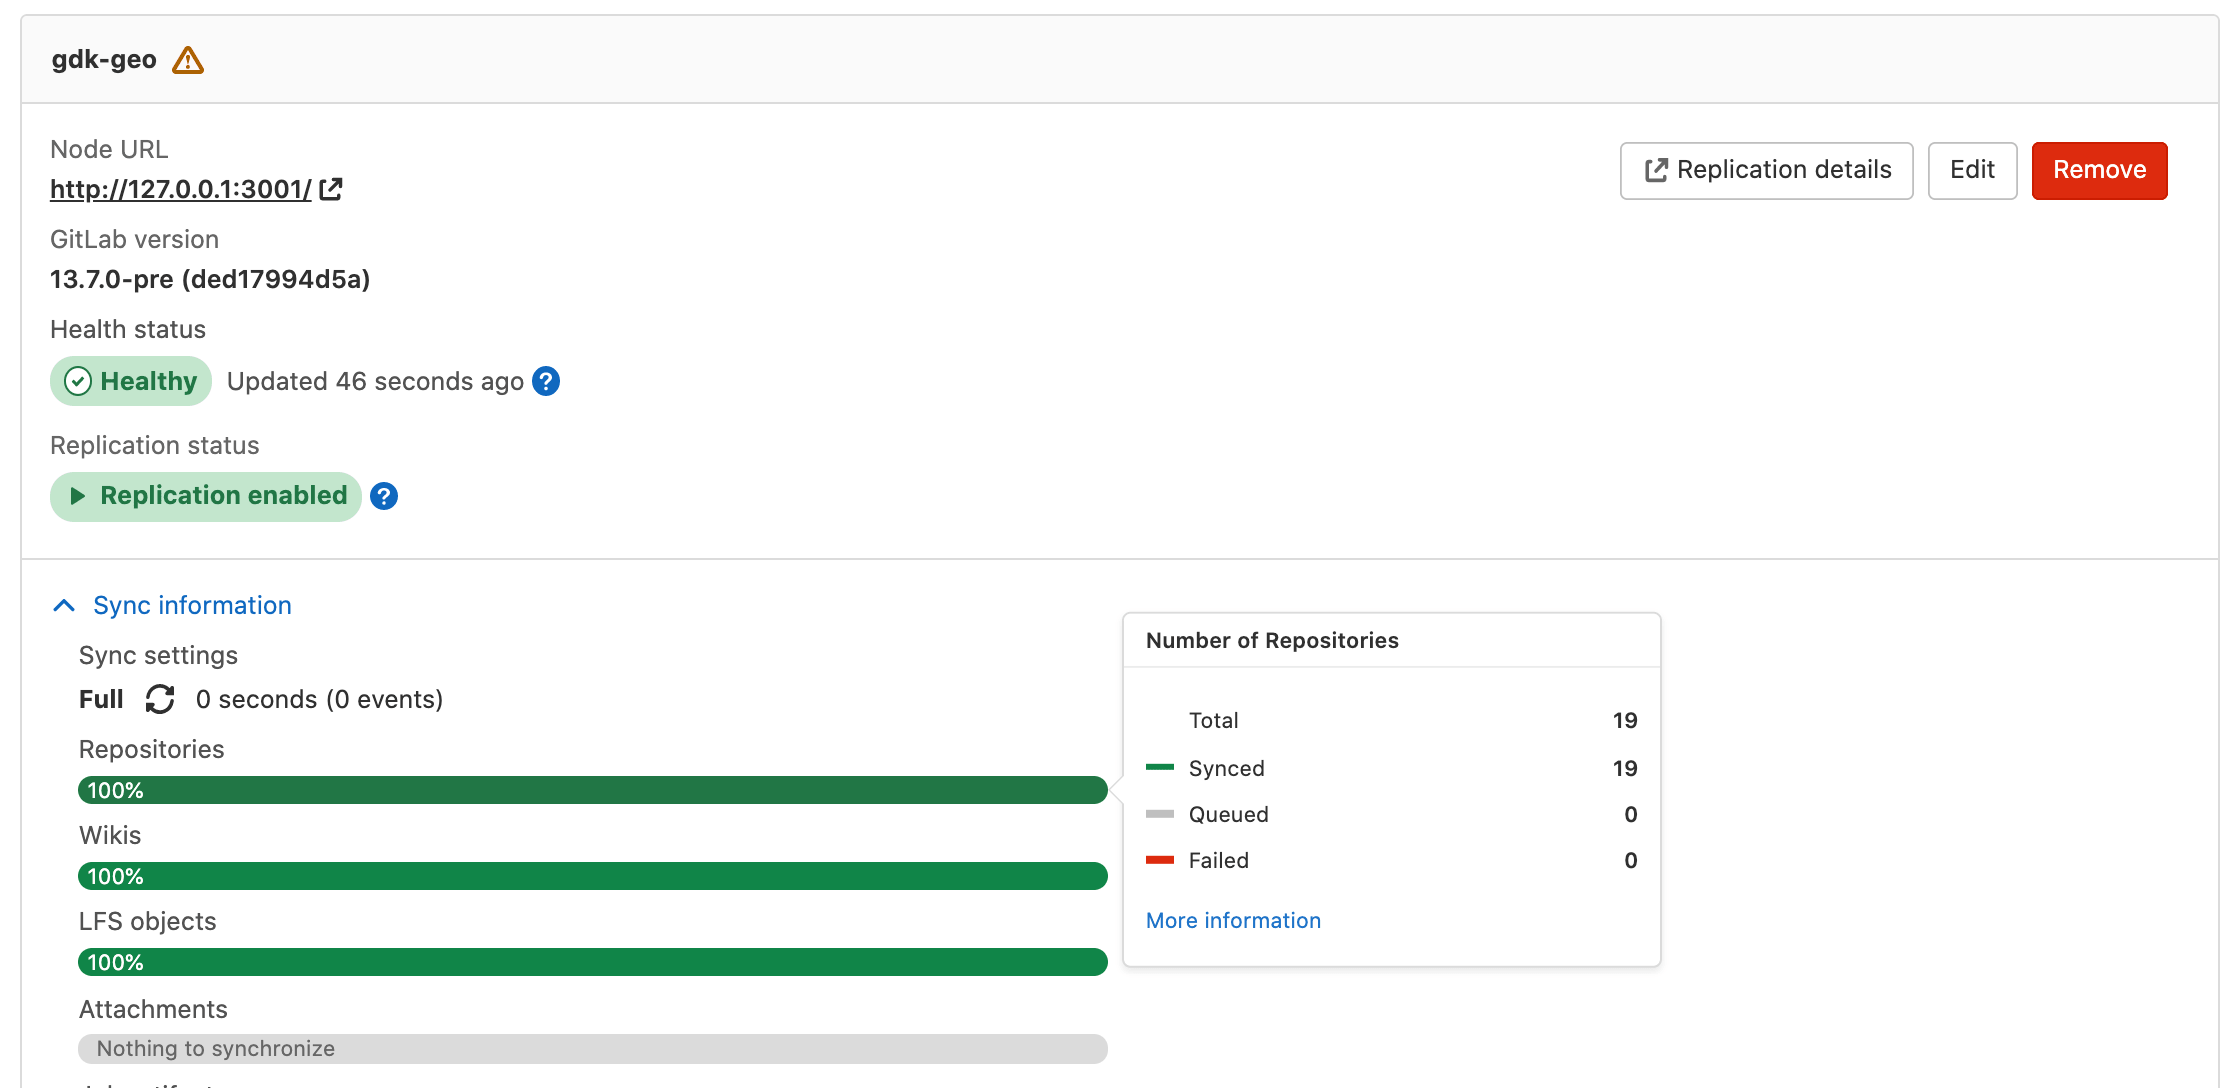 gdk-geo
Node URL
http://127.0.0.1:3001/
Replication details
Edit
Remove
GitLab version
13.7.0-pre (ded17994d5a)
Health status
Healthy
Updated 46 seconds ago
Replication status
Replication enabled
Sync information
Sync settings
Full
0 seconds (0 events)
Repositories
100%
Wikis
100%
LFS objects
100%
Attachments
Nothing to synchronize
Number of Repositories
Total 19
Synced 19
Queued 0
Failed 0
More information